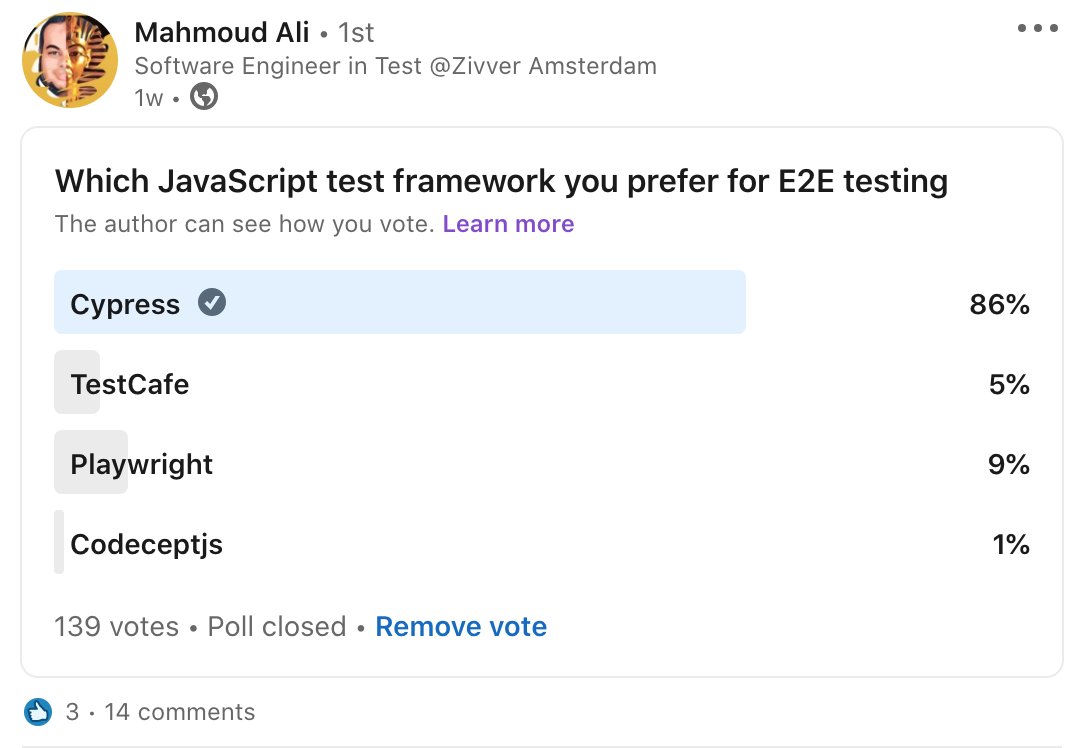 Mahmoud Ali • 1st
Software Engineer in Test @Zivver Amsterdam
1w •
Which JavaScript test framework you prefer for E2E testing
The author can see how you vote. Learn more
Cypress 86%
TestCafe 5%
Playwright 9%
Codeceptjs 1%
139 votes • Poll closed • Remove vote
3 · 14 comments